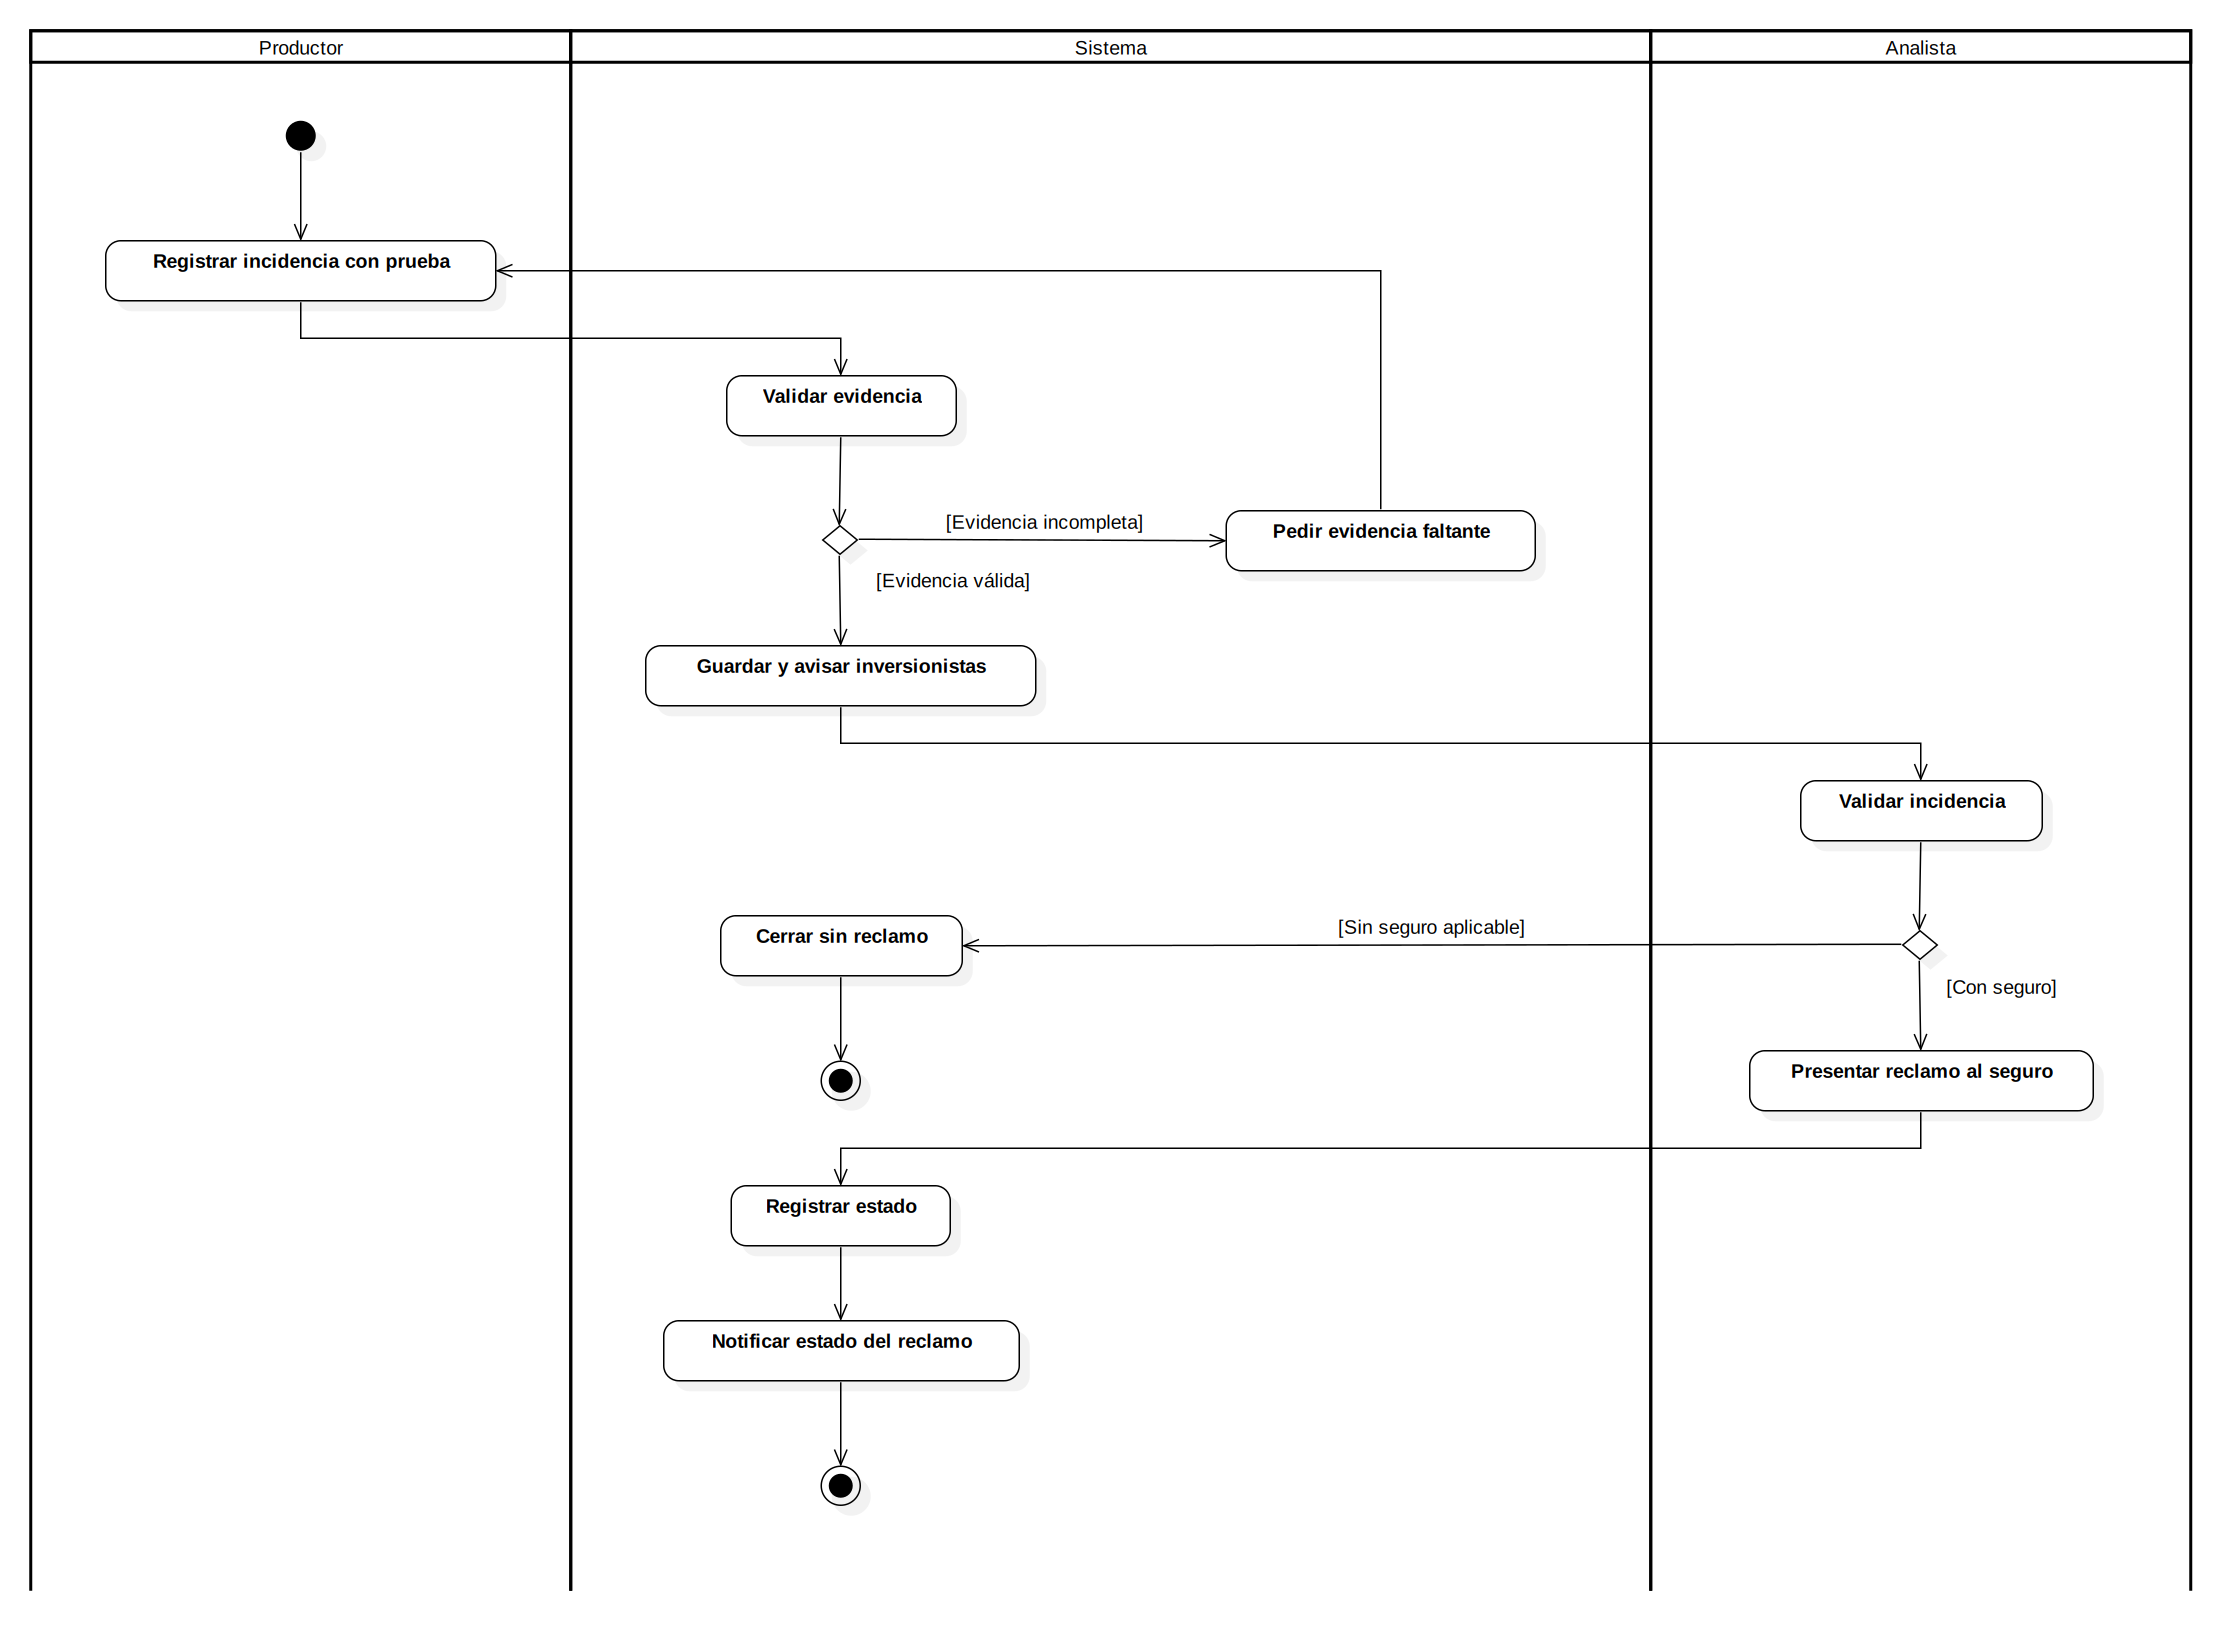 Productor
Sistema
Analista
Registrar incidencia con prueba
Validar evidencia
[Evidencia incompleta]
Pedir evidencia faltante
[Evidencia válida]
Guardar y avisar inversionistas
Validar incidencia
[Sin seguro aplicable]
Cerrar sin reclamo
[Con seguro]
Presentar reclamo al seguro
Registrar estado
Notificar estado del reclamo